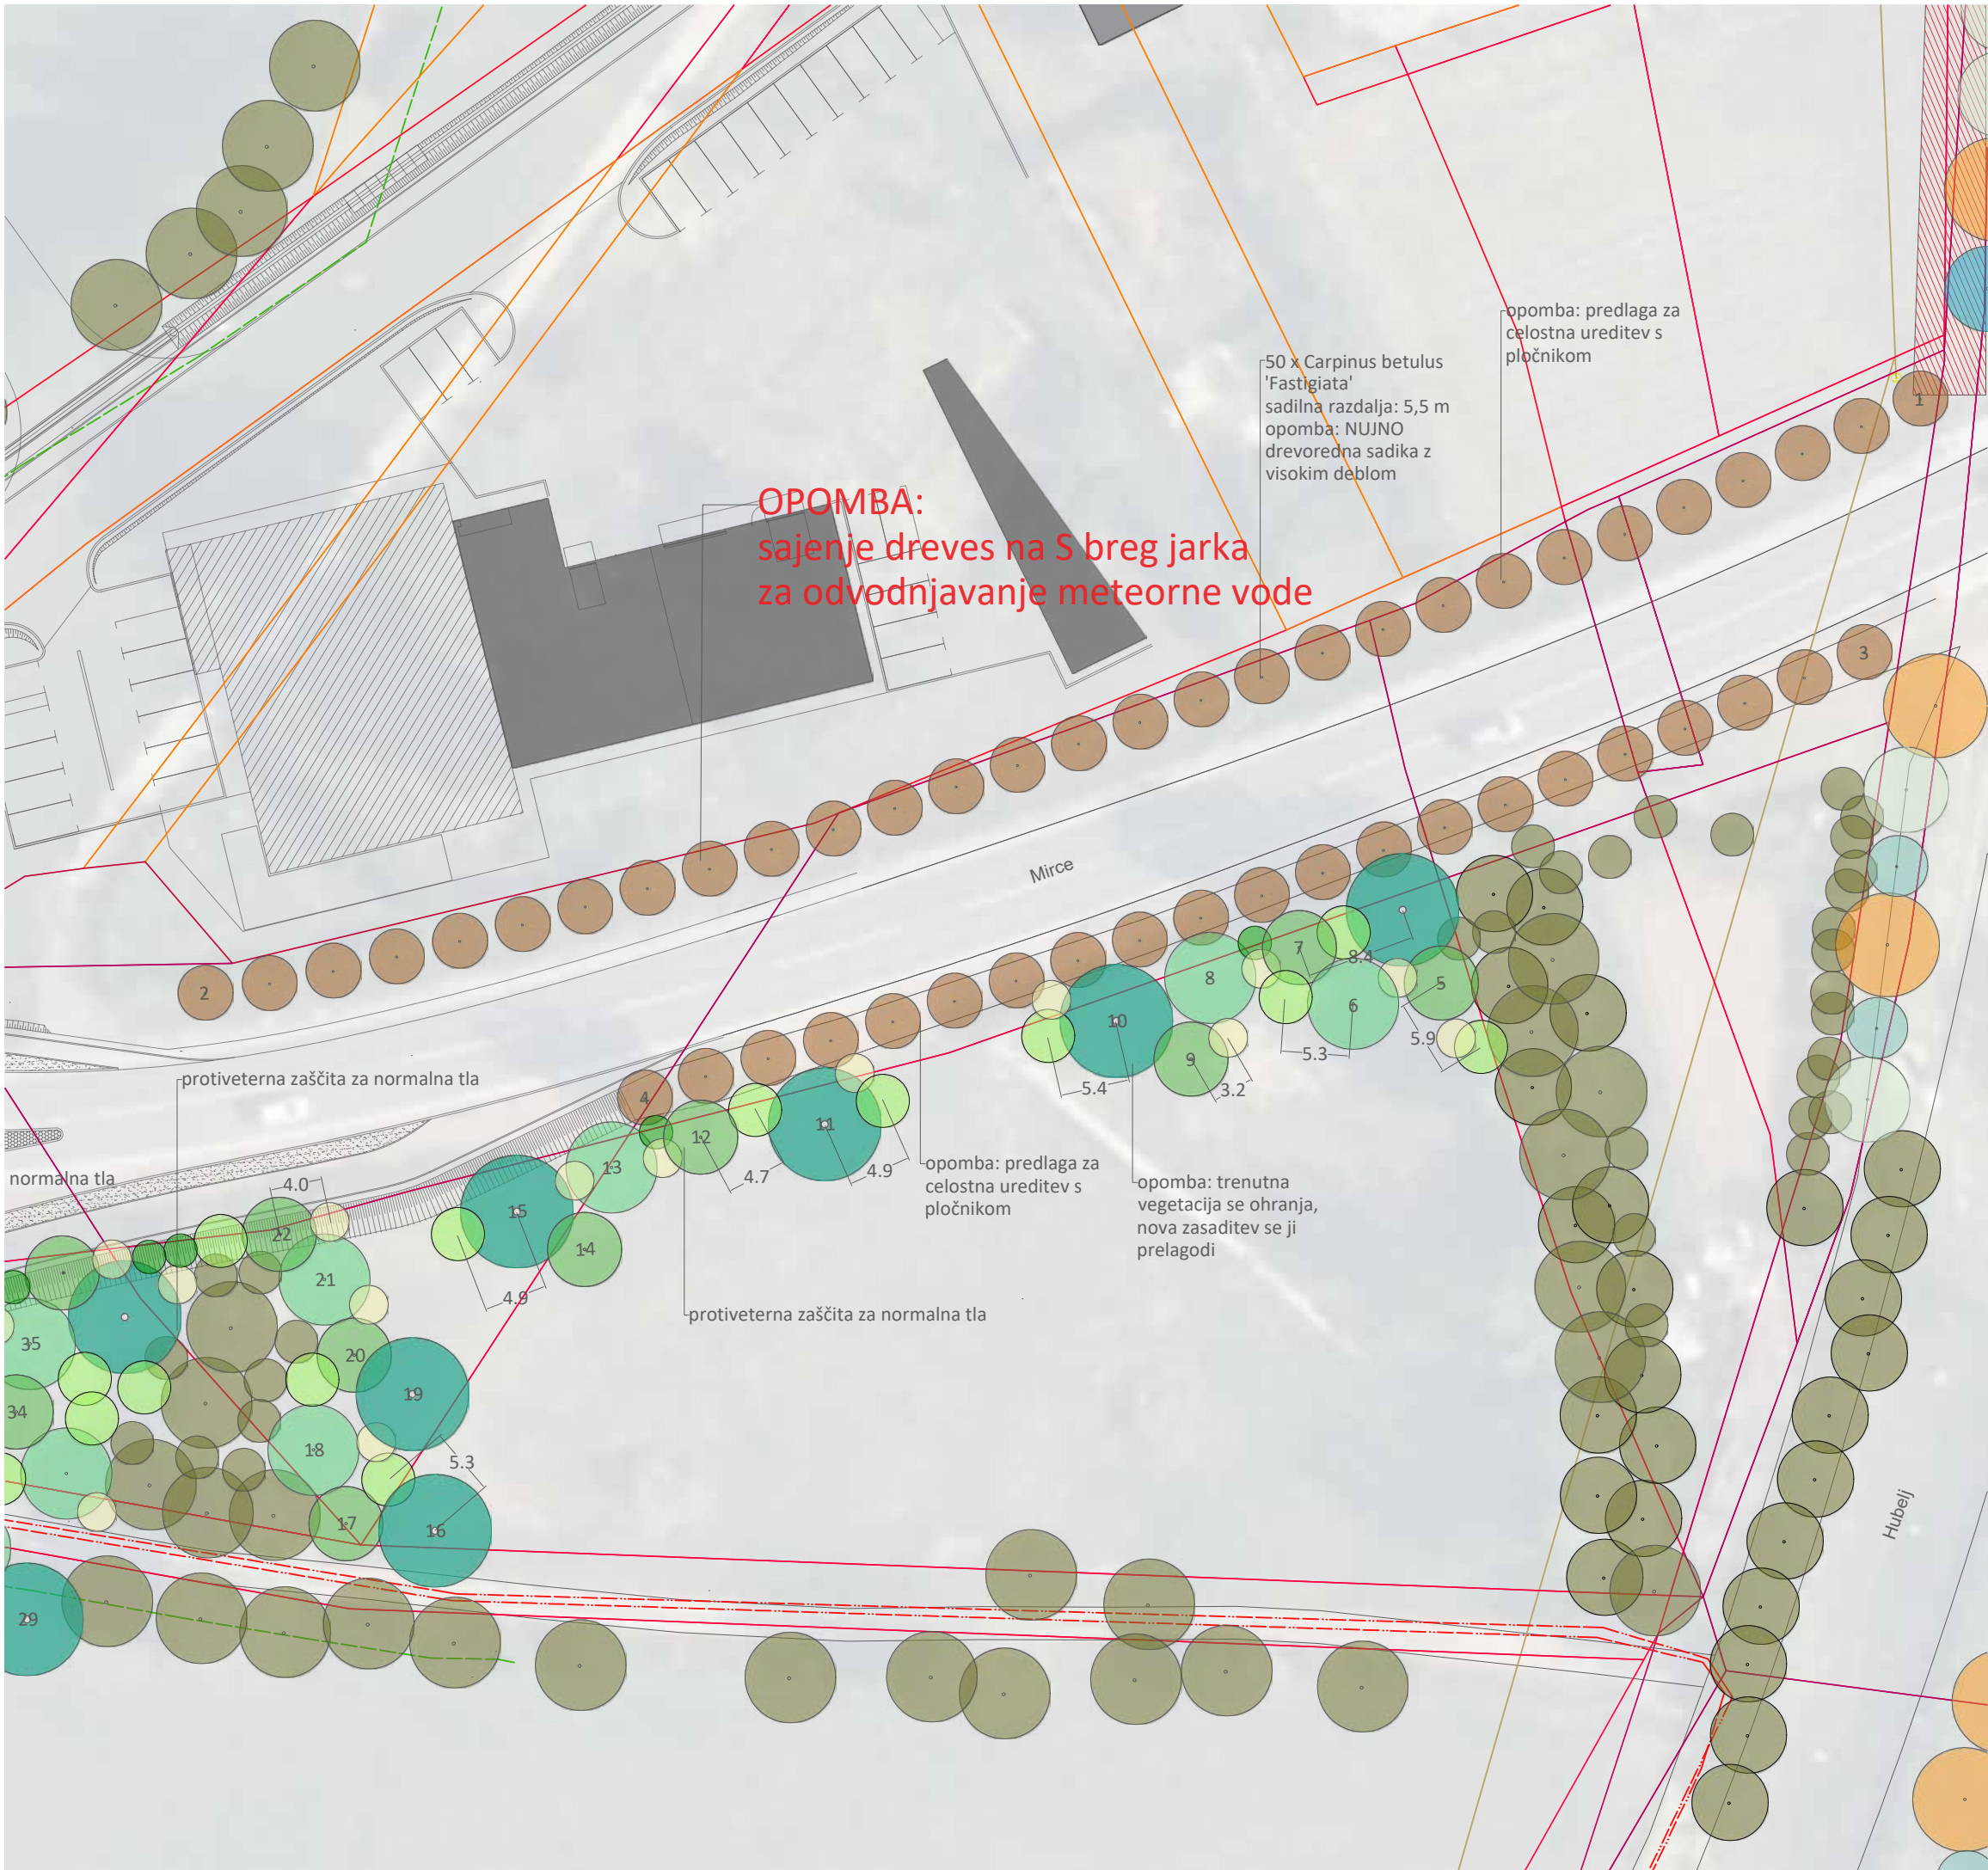 opomba: predlaga za
celostna ureditev s
pločnikom
50 x Carpinus betulus
'Fastigiata'
sadilna razdalja: 5,5 m
opomba: NUJNO
drevoredna sadika z
visokim deblom
1
OPOMBA:
sajenje dreves na S breg jarka
za odvodnjavanje meteorne vode
3
Mirce
2
7
8.4
8
5
6
10
9
5.9
5.3
5.4
3.2
protiveterna zaščita za normalna tla
4
11
12
13
4.7
4.9
opomba: predlaga za
celostna ureditev s
pločnikom
opomba: trenutna
vegetacija se ohranja,
nova zasaditev se ji
prelagodi
normalna tla
4.0
15
22
14
21
4.9
protiveterna zaščita za normalna tla
35
20
19
34
18
5.3
17
16
Hubelj
29